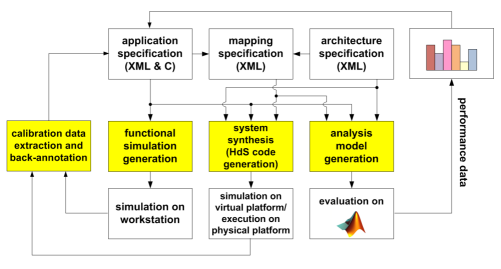 application
specification
(XML & C)
mapping
specification
(XML)
architecture
specification
(XML)
performance data
calibration data
extraction and
back-annotation
functional
simulation
generation
system
synthesis
(HdS code
generation)
analysis
model
generation
simulation on
workstation
simulation on
virtual platform/
execution on
physical platform
evaluation on